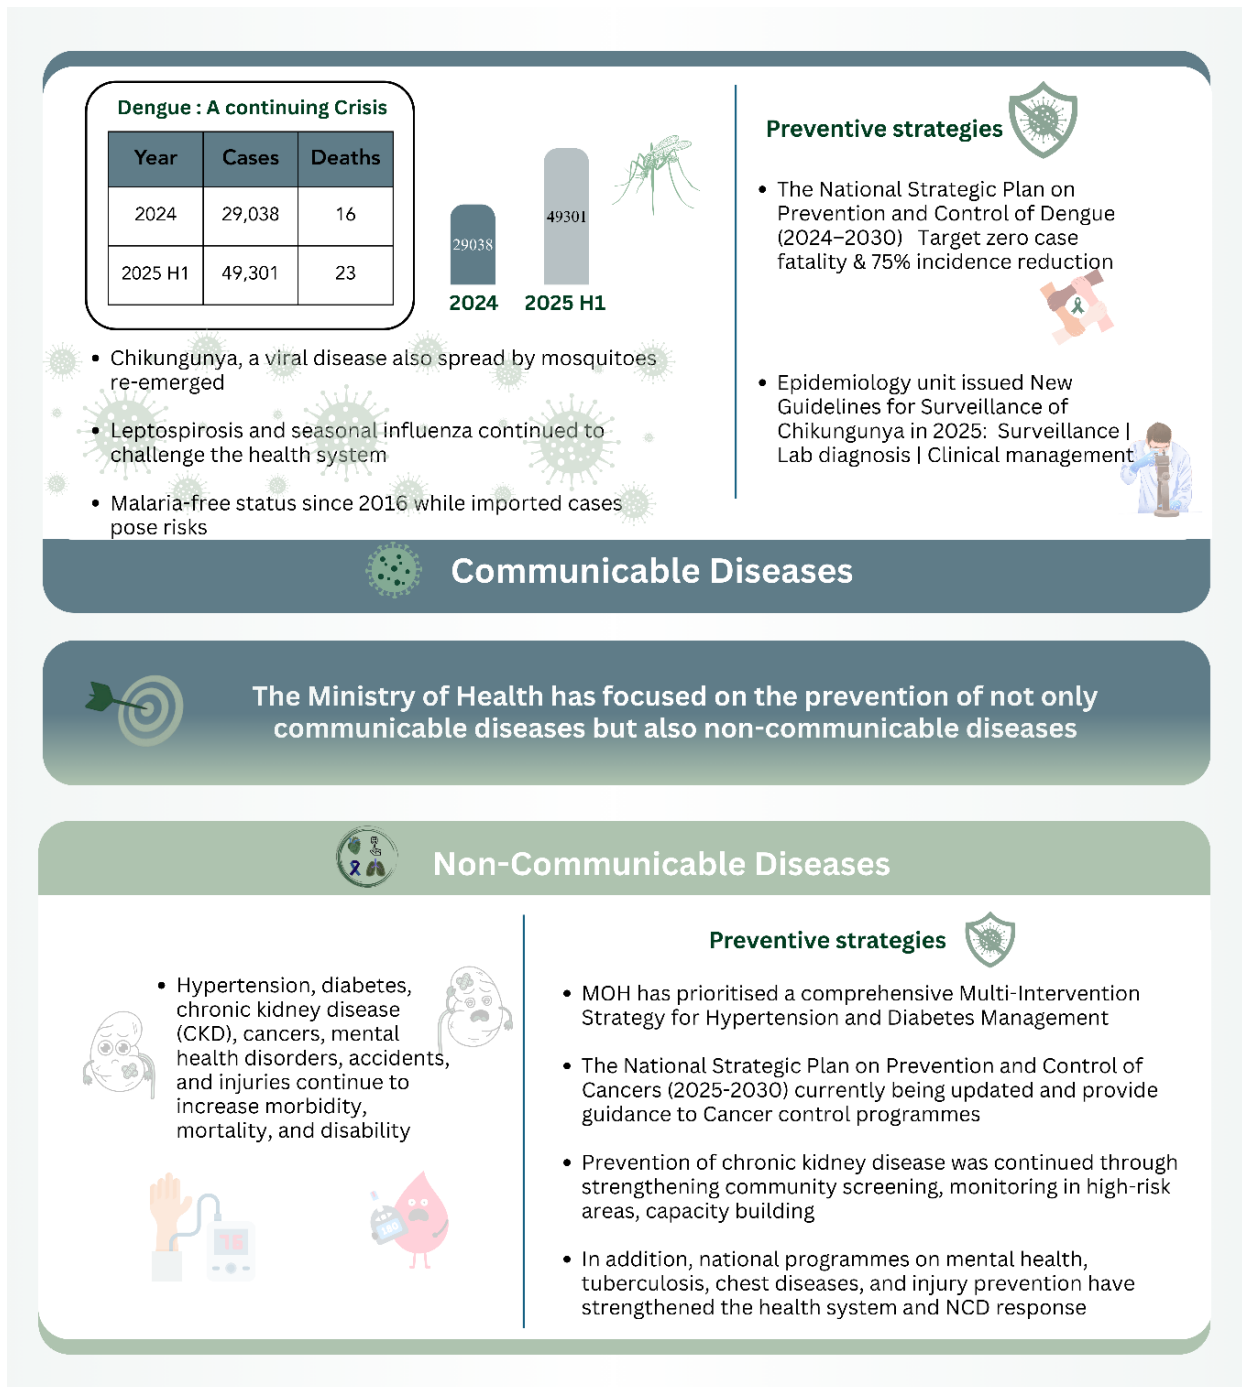 Dengue : A continuing Crisis
Year Cases Deaths
2024 29,038 16
2025 H1 49,301 23
29038
49301
2024 2025 H1
• Chikungunya, a viral disease also spread by mosquitoes
re-emerged
• Leptospirosis and seasonal influenza continued to
challenge the health system
• Malaria-free status since 2016 while imported cases
pose risks
Preventive strategies
• The National Strategic Plan on
Prevention and Control of Dengue
(2024–2030) Target zero case
fatality & 75% incidence reduction
• Epidemiology unit issued New
Guidelines for Surveillance of
Chikungunya in 2025: Surveillance |
Lab diagnosis | Clinical management
Communicable Diseases
The Ministry of Health has focused on the prevention of not only
communicable diseases but also non-communicable diseases
Non-Communicable Diseases
• Hypertension, diabetes,
chronic kidney disease
(CKD), cancers, mental
health disorders, accidents,
and injuries continue to
increase morbidity,
mortality, and disability
76
180
Preventive strategies
• MOH has prioritised a comprehensive Multi-Intervention
Strategy for Hypertension and Diabetes Management
• The National Strategic Plan on Prevention and Control of
Cancers (2025-2030) currently being updated and provide
guidance to Cancer control programmes
• Prevention of chronic kidney disease was continued through
strengthening community screening, monitoring in high-risk
areas, capacity building
• In addition, national programmes on mental health,
tuberculosis, chest diseases, and injury prevention have
strengthened the health system and NCD response